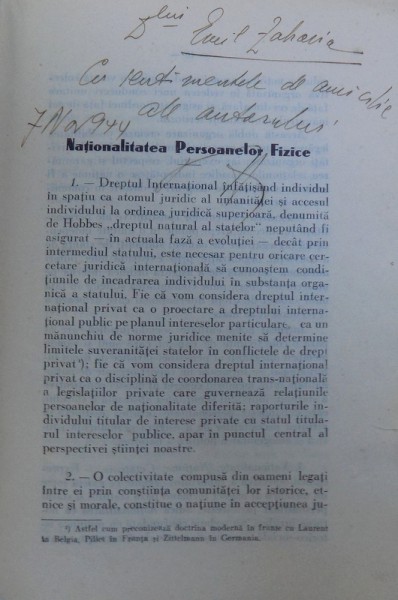 Dlui Emil Zaharia
Cu sentimentele de amiciție
ale autorului
7 Nov 944
Naționalitatea Persoanelor Fizice
1. — Dreptul Internațional înfățișând individul
în spațiu ca atomul juridic al umanității și accesul
individului la ordinea juridică superioară, denumită
de Hobbes „dreptul natural al statelor" neputând fi
asigurat — în actuala fază a evoluției — decât prin
intermediul statului, este necesar pentru oricare cer-
cetare juridică internațională să cunoaștem condi-
țiunile de încadrarea individului în substanța orga-
nică a statului. Fie că vom considera dreptul inter-
național privat ca o proectare a dreptului interna-
țional public pe planul intereselor particulare, ca un
mănunchiu de norme juridice menite să determine
limitele suveranității statelor în conflictele de drept
privat¹); fie că vom considera dreptul internațional
privat ca o disciplină de coordonarea trans-națională
a legislațiilor private care guvernează relațiunile
persoanelor de naționalitate diferită; raporturile in-
dividului titular de interese private cu statul titula-
rul intereselor publice, apar în punctul central al
perspectivei științei noastre.
2. — O colectivitate compusă din oameni legați
între ei prin conștiința comunităței lor istorice, et-
nice și morale, constitue o națiune în accepțiunea ju-
¹) Astfel cum preconizează doctrina modernă în frunte cu Laurent
în Belgia, Pillet în Franța și Zittelmann în Germania.